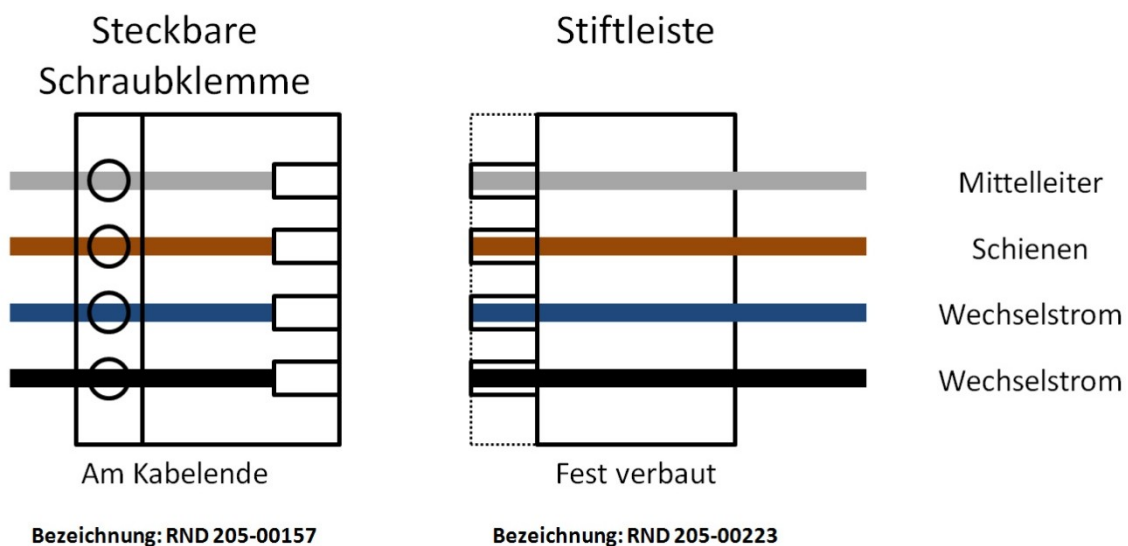 Steckbare
Schraubklemme
Stiftleiste
Mittelleiter
Schienen
Wechselstrom
Wechselstrom
Am Kabelende
Fest verbaut
Bezeichnung: RND 205-00157
Bezeichnung: RND 205-00223